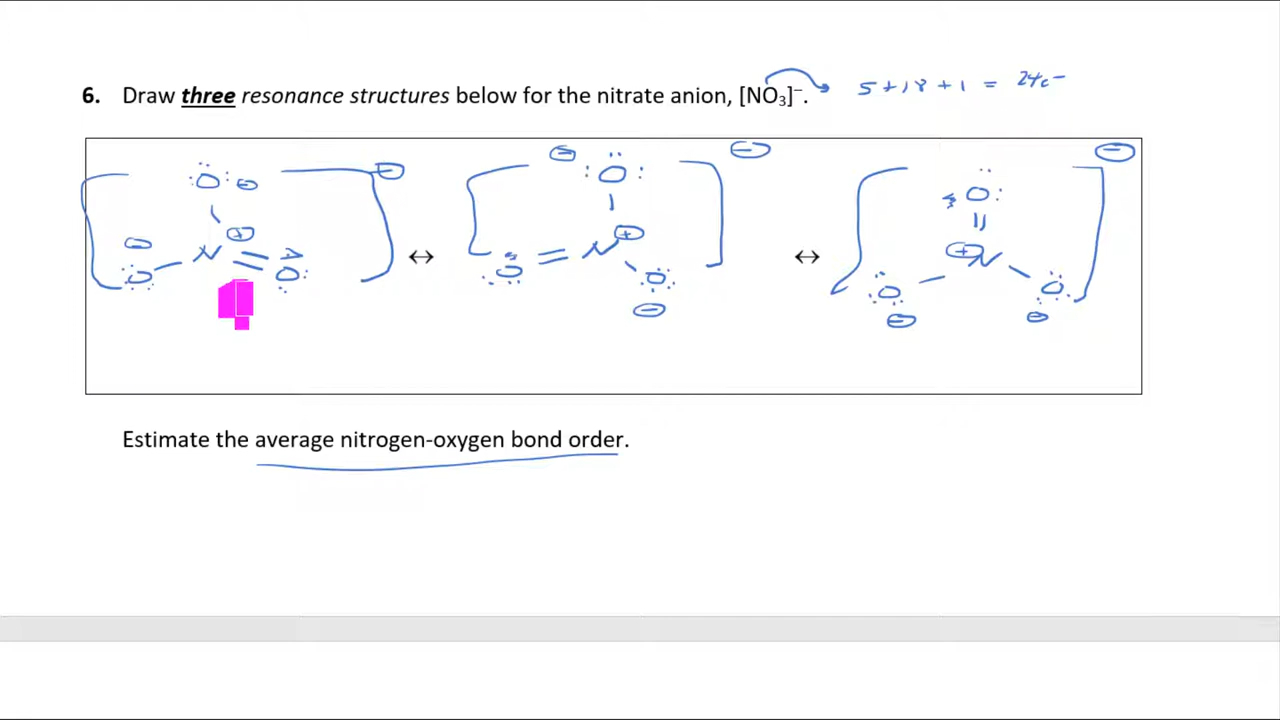 6. Draw three resonance structures below for the nitrate anion, [NO₃]⁻. 5+18+1 = 24e⁻
O O O
N N N
O O O O O O
⊖ ⊖ ⊖ ⊕ ↔ ⊖ ⊖ ⊕ ⊖ ↔ ⊖ ⊕ ⊖ ⊖
Estimate the average nitrogen-oxygen bond order.